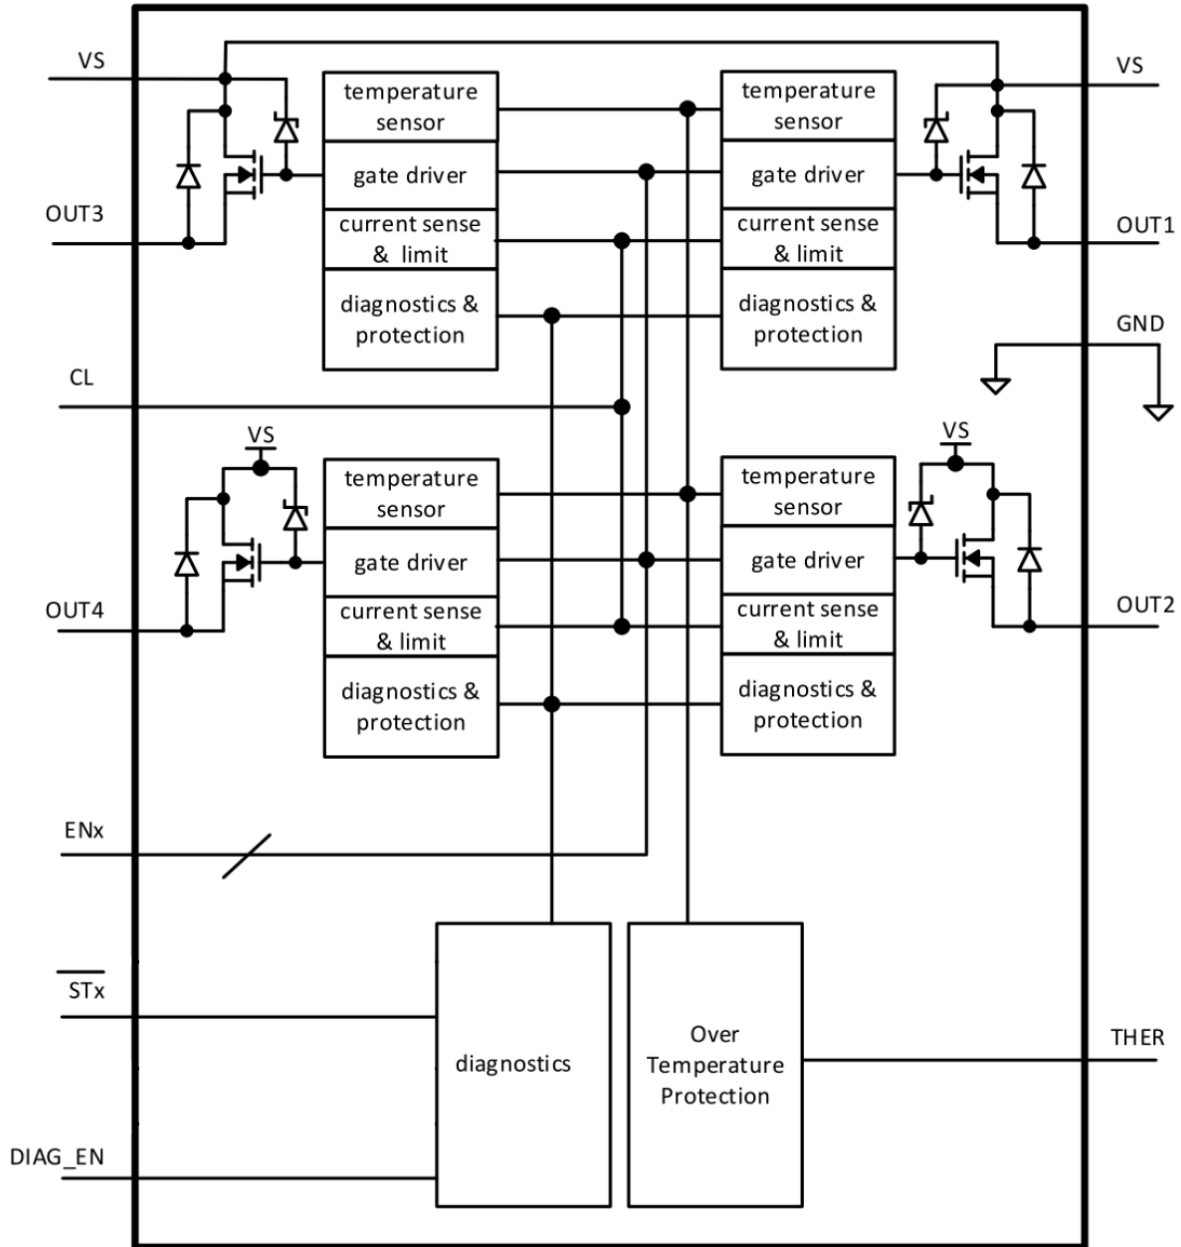 VS
OUT3
CL
OUT4
ENx
STx
DIAG_EN
temperature
sensor
gate driver
current sense
& limit
diagnostics &
protection
temperature
sensor
gate driver
current sense
& limit
diagnostics &
protection
VS
OUT1
GND
VS
temperature
sensor
gate driver
current sense
& limit
diagnostics &
protection
temperature
sensor
gate driver
current sense
& limit
diagnostics &
protection
VS
OUT2
diagnostics
Over
Temperature
Protection
THER